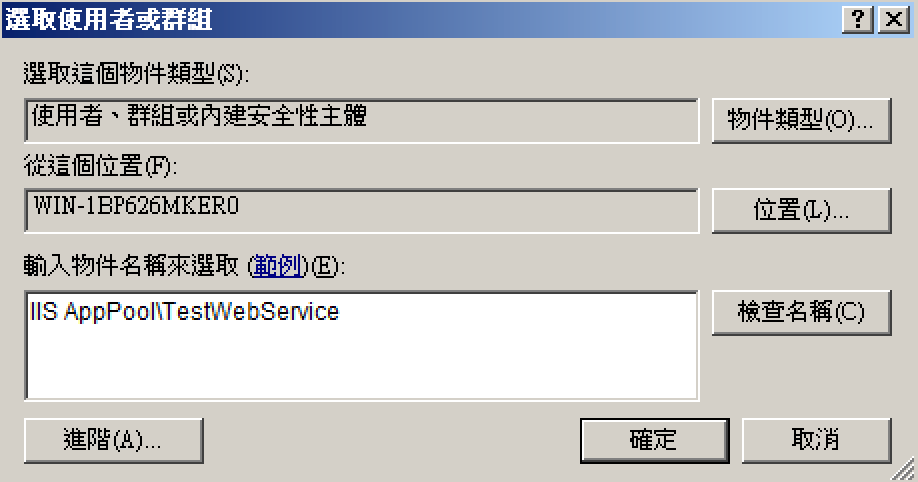 選取使用者或群組
選取這個物件類型(S):
使用者、群組或內建安全性主體
物件類型(O)...
從這個位置(F):
WIN-1BP626MKER0
位置(L)...
輸入物件名稱來選取 (範例)(E):
IIS AppPool\TestWebService
檢查名稱(C)
進階(A)...
確定
取消